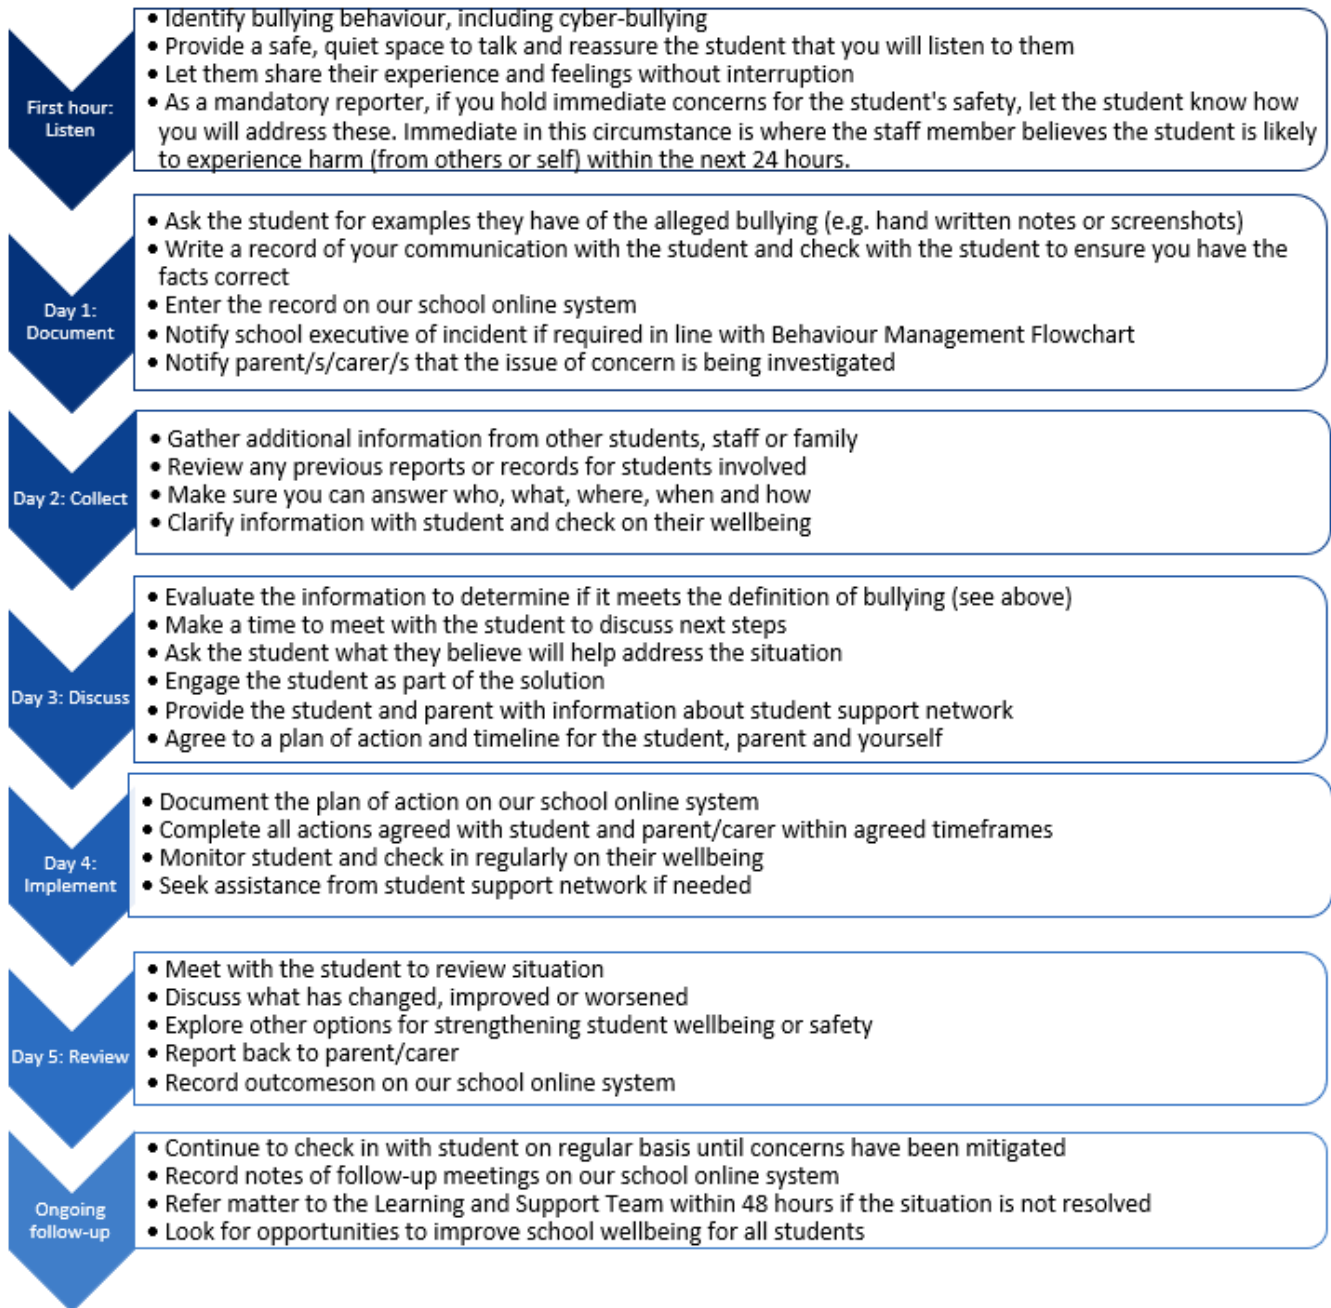 First hour:
Listen
• Identify bullying behaviour, including cyber-bullying
• Provide a safe, quiet space to talk and reassure the student that you will listen to them
• Let them share their experience and feelings without interruption
• As a mandatory reporter, if you hold immediate concerns for the student's safety, let the student know how
you will address these. Immediate in this circumstance is where the staff member believes the student is likely
to experience harm (from others or self) within the next 24 hours.
Day 1:
Document
• Ask the student for examples they have of the alleged bullying (e.g. hand written notes or screenshots)
• Write a record of your communication with the student and check with the student to ensure you have the
facts correct
• Enter the record on our school online system
• Notify school executive of incident if required in line with Behaviour Management Flowchart
• Notify parent/s/carer/s that the issue of concern is being investigated
Day 2: Collect
• Gather additional information from other students, staff or family
• Review any previous reports or records for students involved
• Make sure you can answer who, what, where, when and how
• Clarify information with student and check on their wellbeing
Day 3: Discuss
• Evaluate the information to determine if it meets the definition of bullying (see above)
• Make a time to meet with the student to discuss next steps
• Ask the student what they believe will help address the situation
• Engage the student as part of the solution
• Provide the student and parent with information about student support network
• Agree to a plan of action and timeline for the student, parent and yourself
Day 4:
Implement
• Document the plan of action on our school online system
• Complete all actions agreed with student and parent/carer within agreed timeframes
• Monitor student and check in regularly on their wellbeing
• Seek assistance from student support network if needed
Day 5: Review
• Meet with the student to review situation
• Discuss what has changed, improved or worsened
• Explore other options for strengthening student wellbeing or safety
• Report back to parent/carer
• Record outcomeson on our school online system
Ongoing
follow-up
• Continue to check in with student on regular basis until concerns have been mitigated
• Record notes of follow-up meetings on our school online system
• Refer matter to the Learning and Support Team within 48 hours if the situation is not resolved
• Look for opportunities to improve school wellbeing for all students